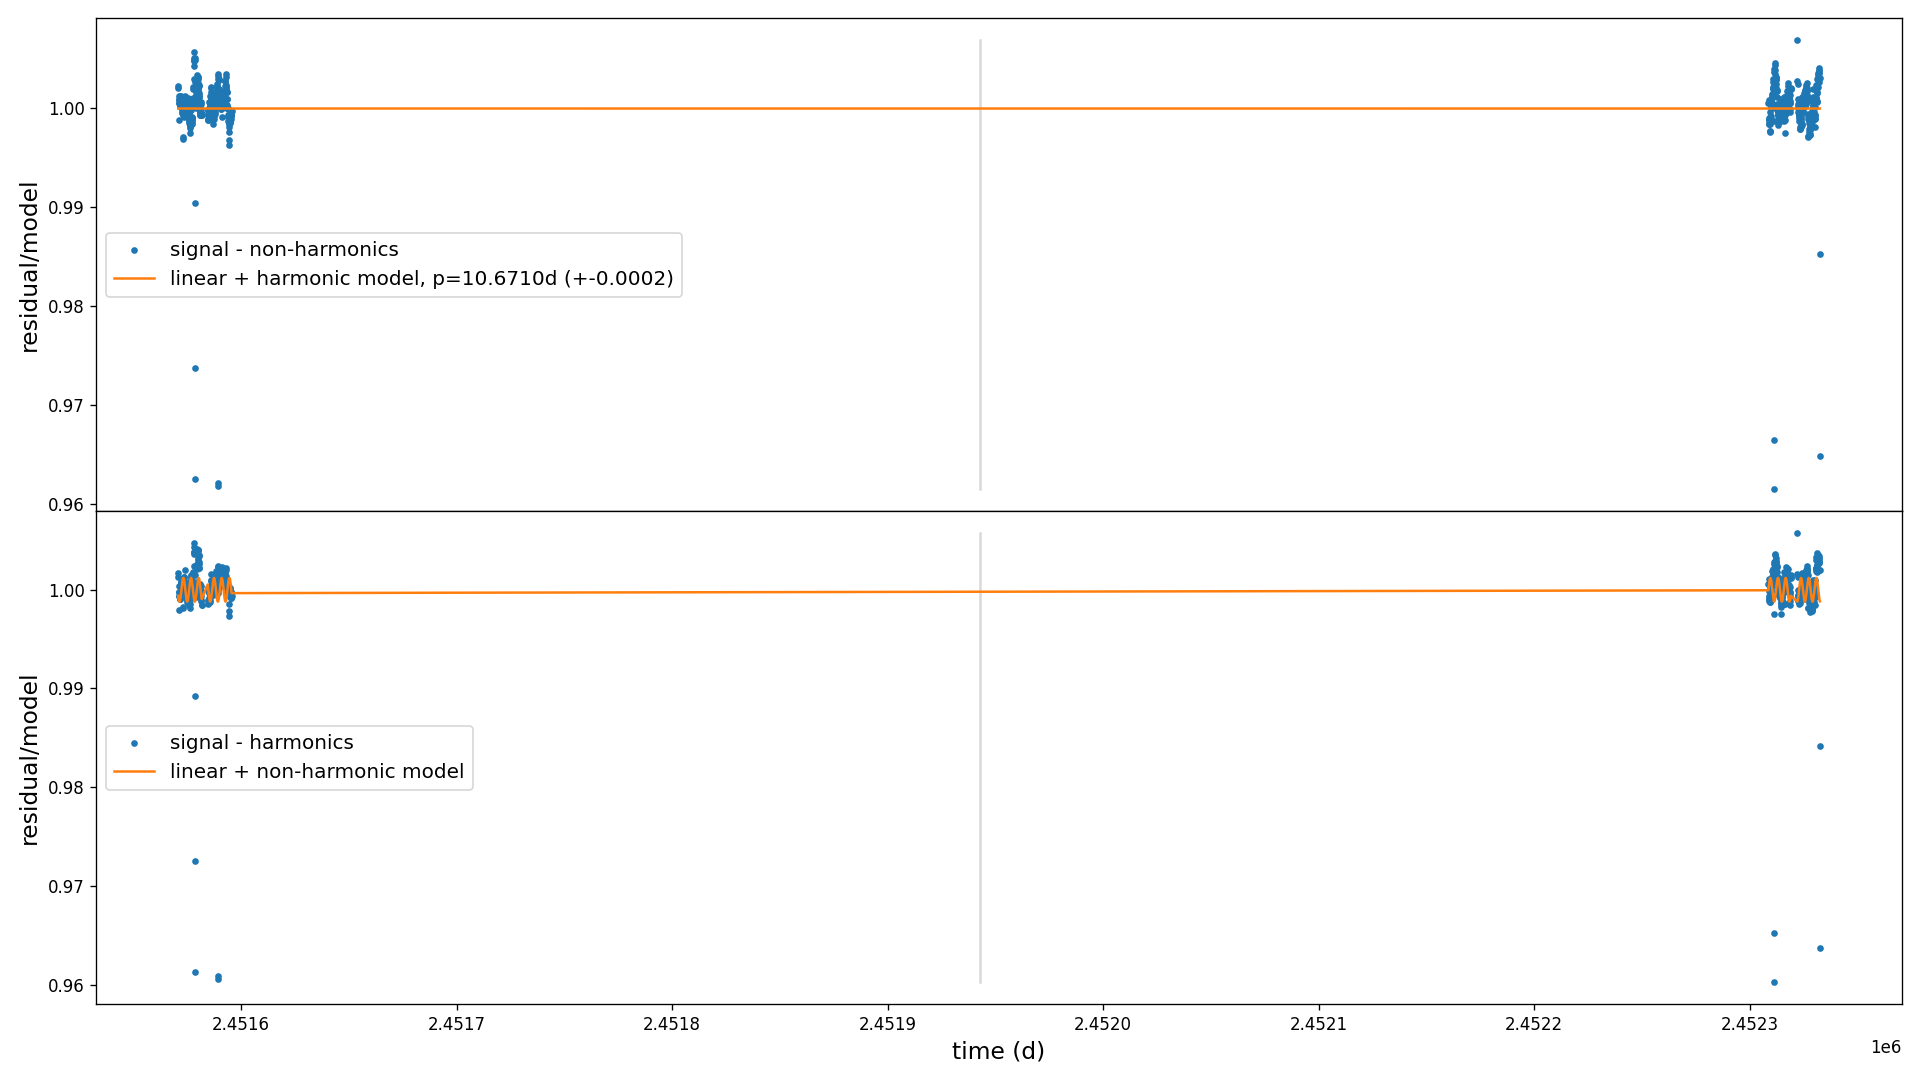 1.00
0.99
0.98
0.97
0.96
residual/model
signal - non-harmonics
linear + harmonic model, p=10.6710d (+-0.0002)
1.00
0.99
0.98
0.97
0.96
residual/model
signal - harmonics
linear + non-harmonic model
2.4516 2.4517 2.4518 2.4519 2.4520 2.4521 2.4522 2.4523
time (d)
1e6